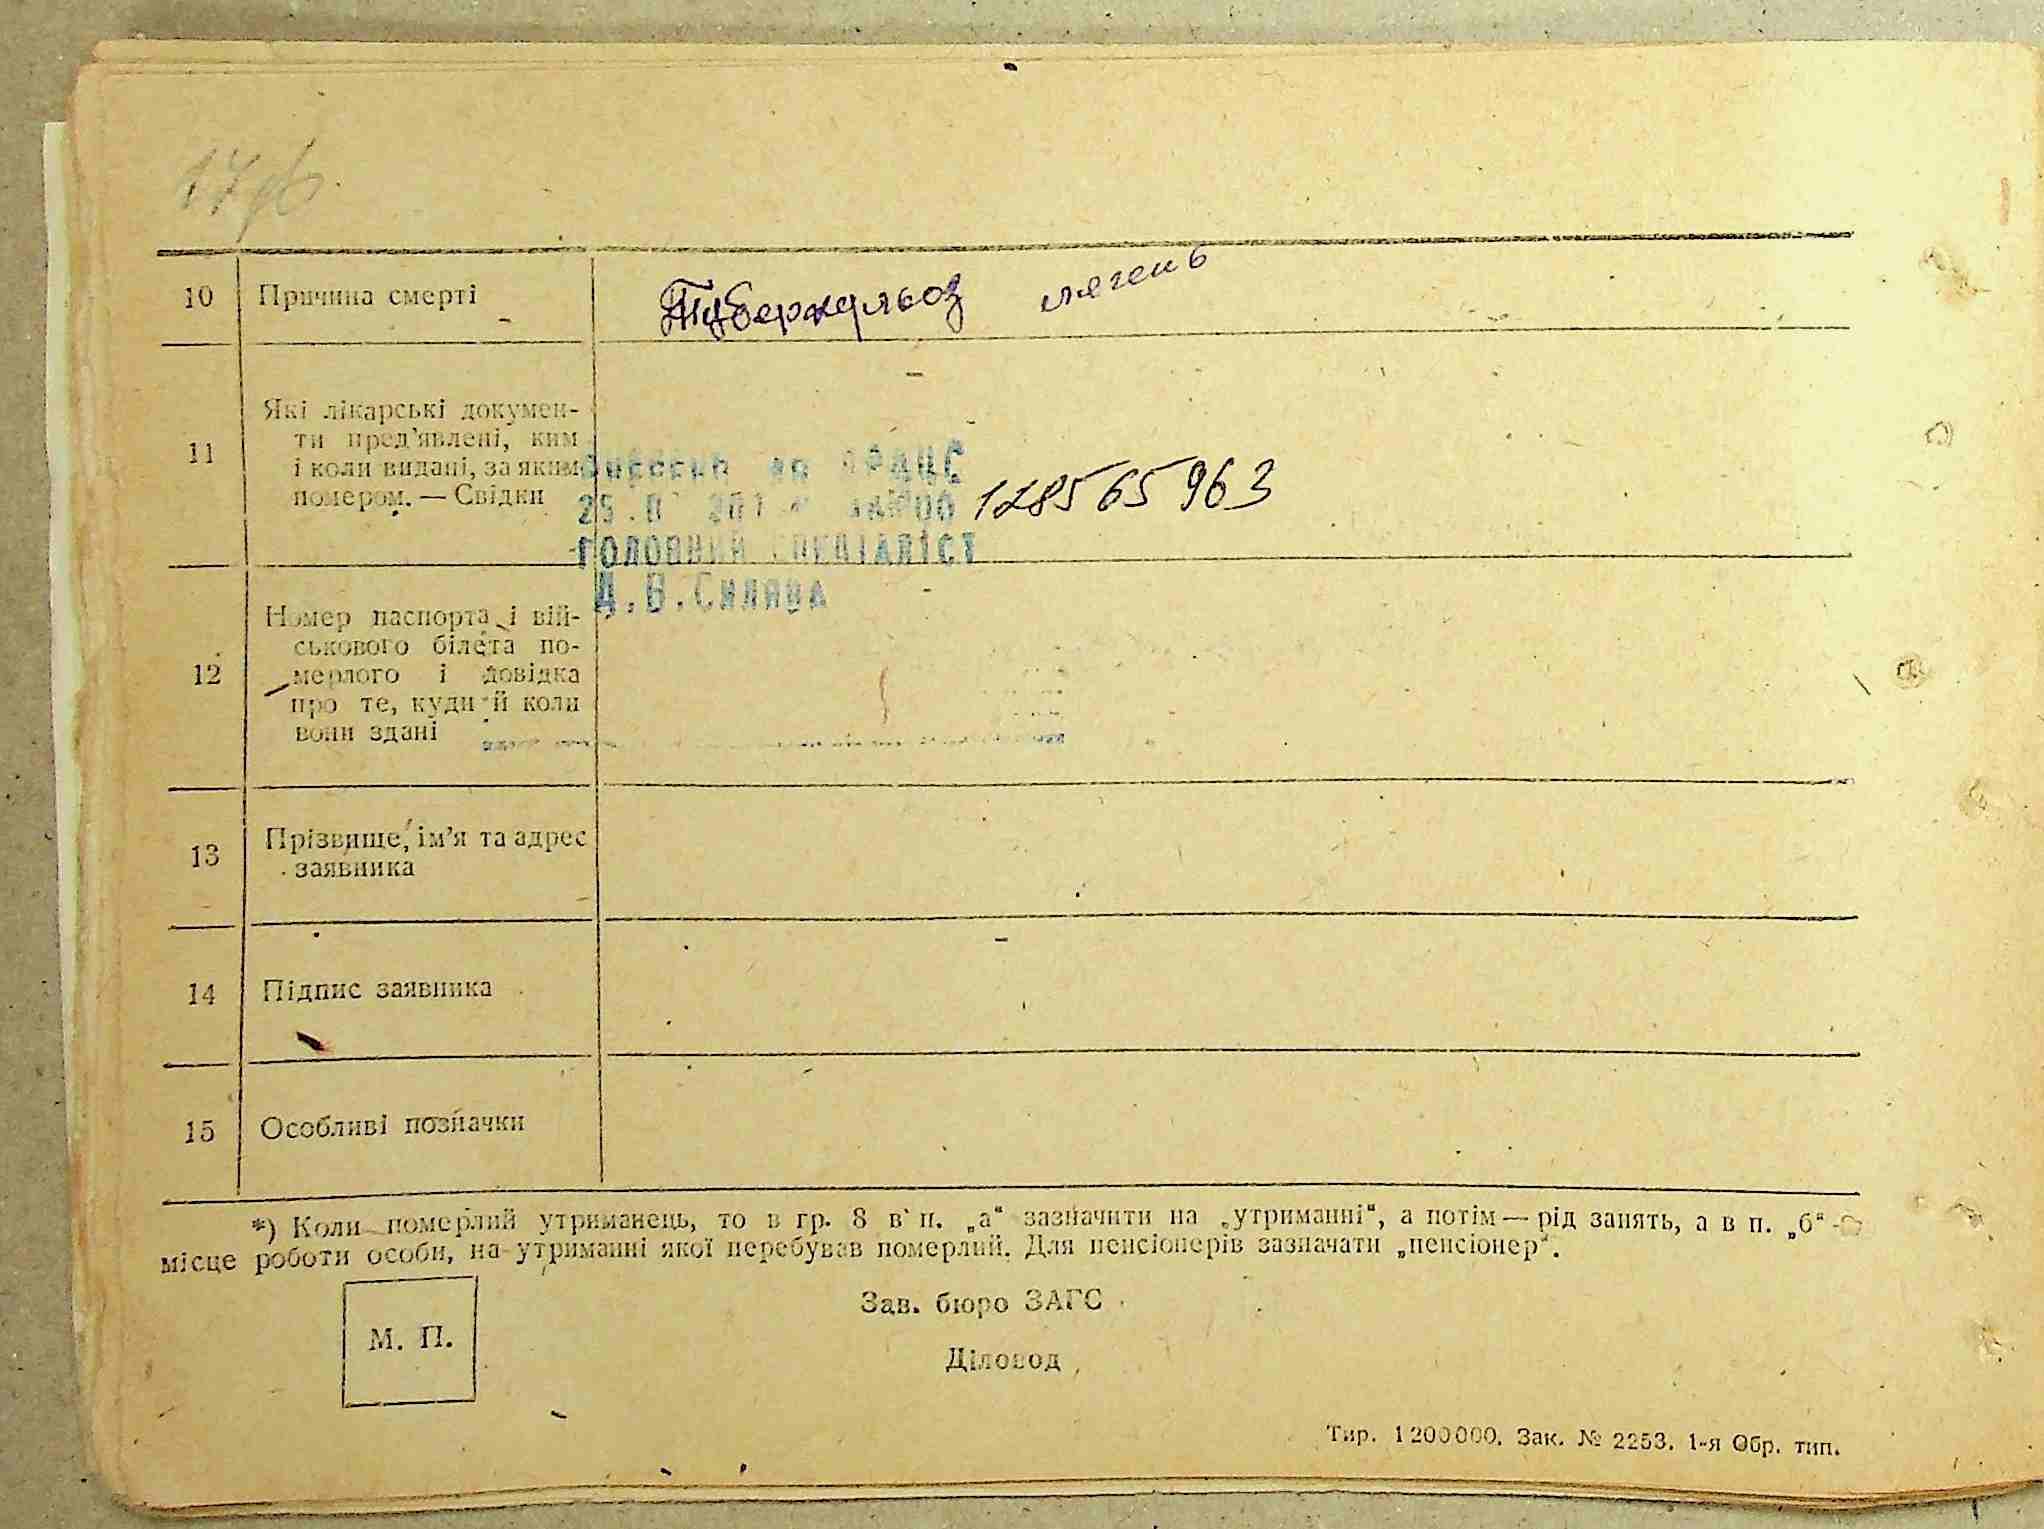 10 Причина смерті Туберкульоз легень
Які лікарські докумен-
ти пред'явлені, ким
11 і коли видані, за яким
номером. — Свідки
ДРАЦС
128565963
ГОЛОВНИЙ СПЕЦІАЛІСТ
Д.В.
Номер паспорта і вій-
ськового білета по-
12 мерлого і довідка
про те, куди й коли
вони здані
13 Прізвище, ім'я та адрес
заявника
14 Підпис заявника
15 Особливі позначки
*) Коли померлий утриманець, то в гр. 8 в п. „а“ зазначити на „утриманні“, а потім — рід занять, а в п. „б“ -
місце роботи особи, на утриманні якої перебував померлий. Для пенсіонерів зазначати „пенсіонер“.
М. П.
Зав. бюро ЗАГС
Діловод
Тир. 1200000. Зак. № 2253. 1-я Обр. тип.